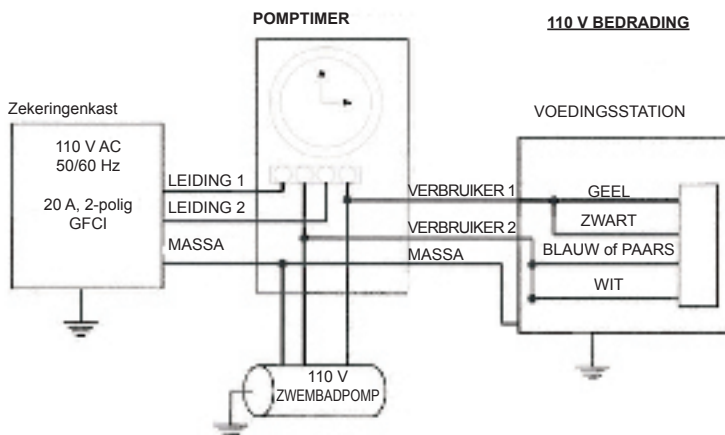 POMPTIMER
110 V BEDRADING
Zekeringenkast
110 V AC
50/60 Hz
20 A, 2-polig
GFCI
LEIDING 1
LEIDING 2
MASSA
VOEDINGSSTATION
VERBRUIKER 1
VERBRUIKER 2
MASSA
GEEL
ZWART
BLAUW of PAARS
WIT
110 V
ZWEMBADPOMP